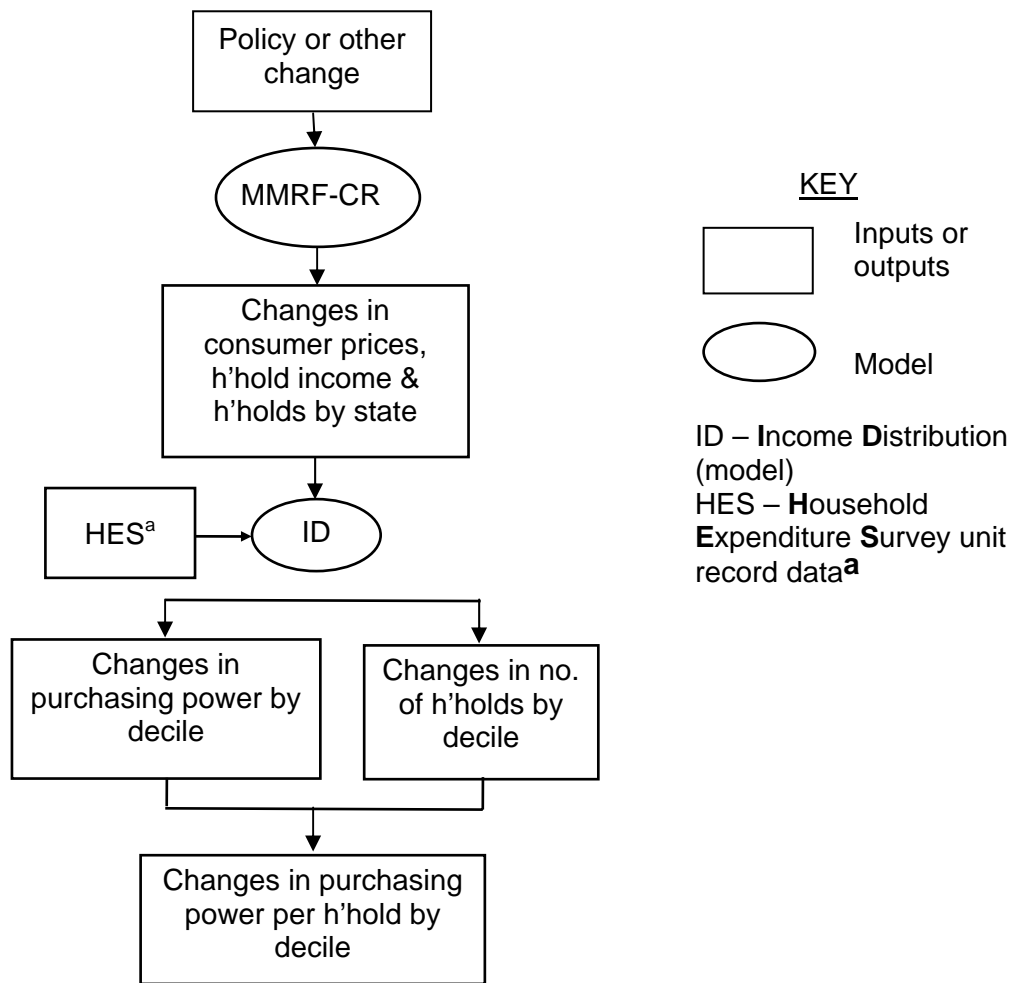 Policy or other
change
MMRF-CR
Changes in
consumer prices,
h'hold income &
h'holds by state
HESa
ID
Changes in
purchasing power by
decile
Changes in no.
of h'holds by
decile
Changes in purchasing
power per h'hold by
decile
KEY
Inputs or
outputs
Model
ID – Income Distribution
(model)
HES – Household
Expenditure Survey unit
record dataa